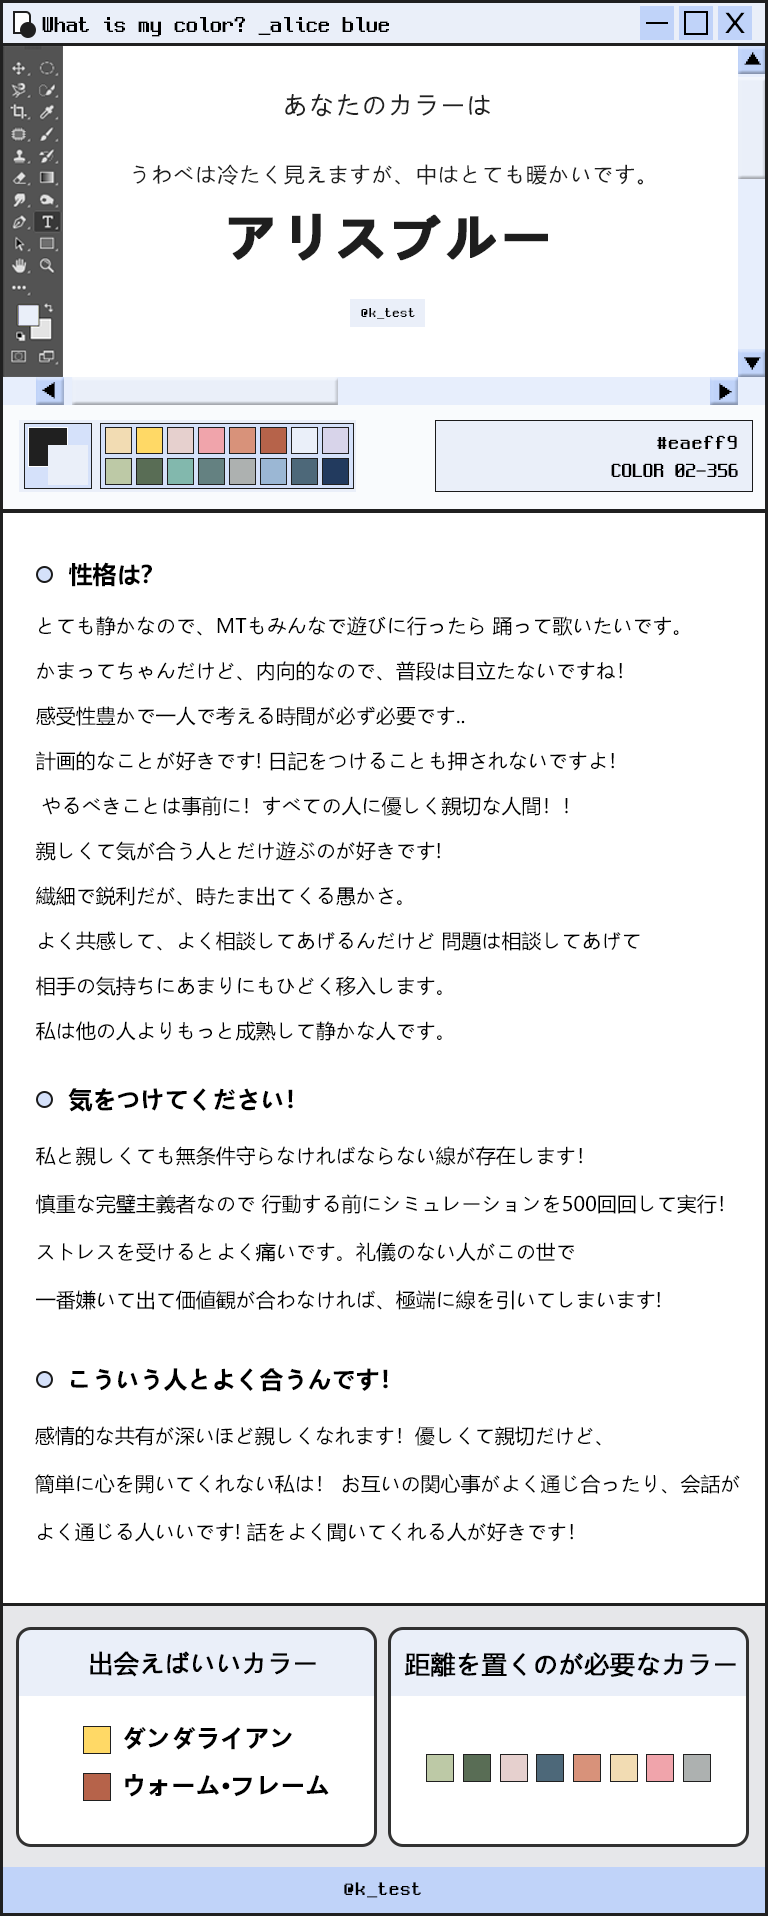 What is my color? _alice blue
あなたのカラーは
うわべは冷たく見えますが、中はとても暖かいです。
アリスブルー
@k_test
#eaeff9
COLOR 02-356
性格は?
とても静かなので、MTもみんなで遊びに行ったら 踊って歌いたいです。
かまってちゃんだけど、内向的なので、普段は目立たないですね！
感受性豊かで一人で考える時間が必ず必要です..
計画的なことが好きです! 日記をつけることも押されないですよ！
やるべきことは事前に！すべての人に優しく親切な人間！！
親しくて気が合う人とだけ遊ぶのが好きです!
繊細で鋭利だが、時たま出てくる愚かさ。
よく共感して、よく相談してあげるんだけど 問題は相談してあげて
相手の気持ちにあまりにもひどく移入します。
私は他の人よりもっと成熟して静かな人です。
気をつけてください！
私と親しくても無条件守らなければならない線が存在します！
慎重な完璧主義者なので 行動する前にシミュレーションを500回回して実行！
ストレスを受けるとよく痛いです。礼儀のない人がこの世で
一番嫌いて出て価値観が合わなければ、極端に線を引いてしまいます!
こういう人とよく合うんです！
感情的な共有が深いほど親しくなれます！優しくて親切だけど、
簡単に心を開いてくれない私は！ お互いの関心事がよく通じ合ったり、会話が
よく通じる人いいです! 話をよく聞いてくれる人が好きです！
出会えばいいカラー
ダンダライアン
ウォーム•フレーム
距離を置くのが必要なカラー
@k_test